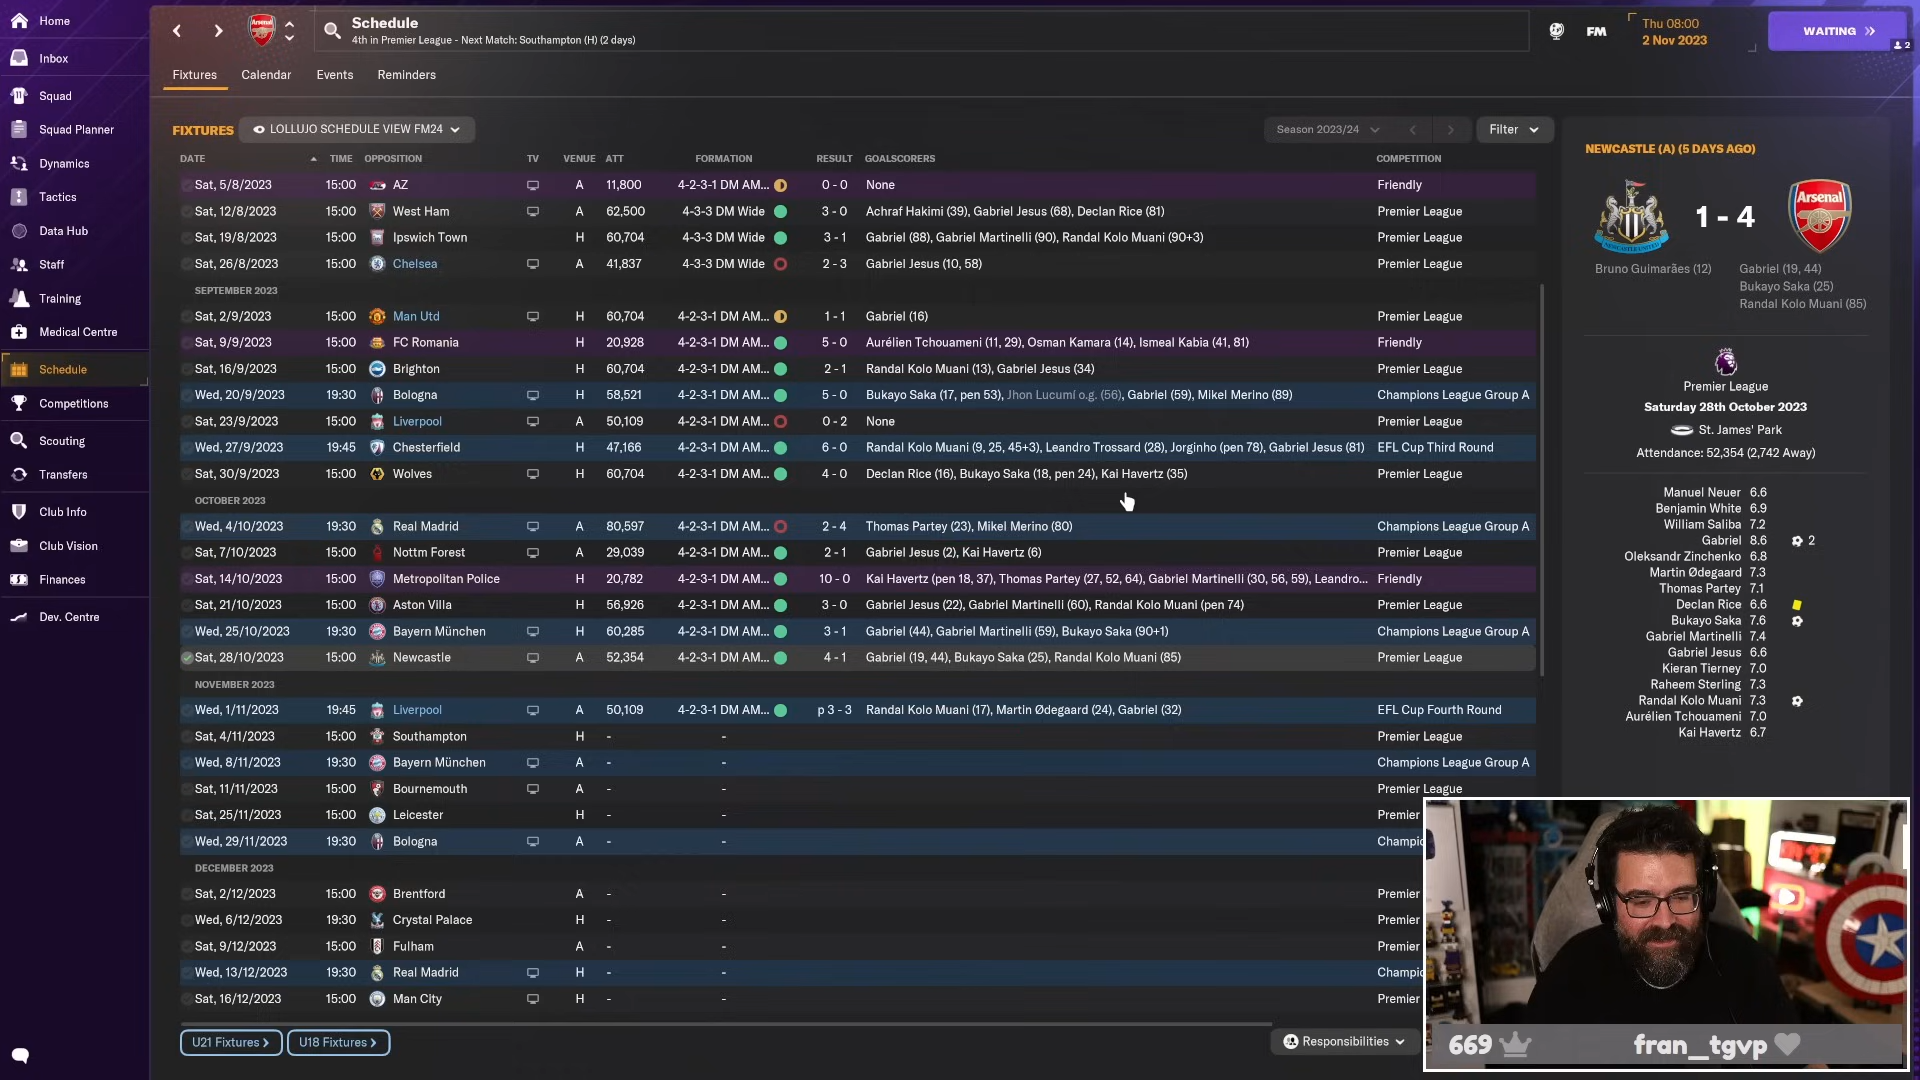 Home
Inbox
Squad
Squad Planner
Dynamics
Tactics
Data Hub
Staff
Training
Medical Centre
Schedule
Competitions
Scouting
Transfers
Club Info
Club Vision
Finances
Dev. Centre
Schedule
4th in Premier League - Next Match: Southampton (H) (2 days)
FM
Thu 08:00
2 Nov 2023
WAITING
2
Fixtures Calendar Events Reminders
FIXTURES LOLLUJO SCHEDULE VIEW FM24 Season 2023/24 Filter
DATE TIME OPPOSITION TV VENUE ATT FORMATION RESULT GOALSCORERS COMPETITION
Sat, 5/8/2023 15:00 AZ A 11,800 4-2-3-1 DM AM... 0 - 0 None Friendly
Sat, 12/8/2023 15:00 West Ham A 62,500 4-3-3 DM Wide 3 - 0 Achraf Hakimi (39), Gabriel Jesus (68), Declan Rice (81) Premier League
Sat, 19/8/2023 15:00 Ipswich Town H 60,704 4-3-3 DM Wide 3 - 1 Gabriel (88), Gabriel Martinelli (90), Randal Kolo Muani (90+3) Premier League
Sat, 26/8/2023 15:00 Chelsea A 41,837 4-3-3 DM Wide 2 - 3 Gabriel Jesus (10, 58) Premier League
SEPTEMBER 2023
Sat, 2/9/2023 15:00 Man Utd H 60,704 4-2-3-1 DM AM... 1 - 1 Gabriel (16) Premier League
Sat, 9/9/2023 15:00 FC Romania H 20,928 4-2-3-1 DM AM... 5 - 0 Aurélien Tchouameni (11, 29), Osman Kamara (14), Ismeal Kabia (41, 81) Friendly
Sat, 16/9/2023 15:00 Brighton H 60,704 4-2-3-1 DM AM... 2 - 1 Randal Kolo Muani (13), Gabriel Jesus (34) Premier League
Wed, 20/9/2023 19:30 Bologna H 58,521 4-2-3-1 DM AM... 5 - 0 Bukayo Saka (17, pen 53), Jhon Lucumí o.g. (56), Gabriel (59), Mikel Merino (89) Champions League Group A
Sat, 23/9/2023 15:00 Liverpool A 50,109 4-2-3-1 DM AM... 0 - 2 None Premier League
Wed, 27/9/2023 19:45 Chesterfield H 47,166 4-2-3-1 DM AM... 6 - 0 Randal Kolo Muani (9, 25, 45+3), Leandro Trossard (28), Jorginho (pen 78), Gabriel Jesus (81) EFL Cup Third Round
Sat, 30/9/2023 15:00 Wolves H 60,704 4-2-3-1 DM AM... 4 - 0 Declan Rice (16), Bukayo Saka (18, pen 24), Kai Havertz (35) Premier League
OCTOBER 2023
Wed, 4/10/2023 19:30 Real Madrid A 80,597 4-2-3-1 DM AM... 2 - 4 Thomas Partey (23), Mikel Merino (80) Champions League Group A
Sat, 7/10/2023 15:00 Nottm Forest A 29,039 4-2-3-1 DM AM... 2 - 1 Gabriel Jesus (2), Kai Havertz (6) Premier League
Sat, 14/10/2023 15:00 Metropolitan Police H 20,782 4-2-3-1 DM AM... 10 - 0 Kai Havertz (pen 18, 37), Thomas Partey (27, 52, 64), Gabriel Martinelli (30, 56, 59), Leandro... Friendly
Sat, 21/10/2023 15:00 Aston Villa H 56,926 4-2-3-1 DM AM... 3 - 0 Gabriel Jesus (22), Gabriel Martinelli (60), Randal Kolo Muani (pen 74) Premier League
Wed, 25/10/2023 19:30 Bayern München H 60,285 4-2-3-1 DM AM... 3 - 1 Gabriel (44), Gabriel Martinelli (59), Bukayo Saka (90+1) Champions League Group A
Sat, 28/10/2023 15:00 Newcastle A 52,354 4-2-3-1 DM AM... 4 - 1 Gabriel (19, 44), Bukayo Saka (25), Randal Kolo Muani (85) Premier League
NOVEMBER 2023
Wed, 1/11/2023 19:45 Liverpool A 50,109 4-2-3-1 DM AM... p 3 - 3 Randal Kolo Muani (17), Martin Ødegaard (24), Gabriel (32) EFL Cup Fourth Round
Sat, 4/11/2023 15:00 Southampton H - - Premier League
Wed, 8/11/2023 19:30 Bayern München A - - Champions League Group A
Sat, 11/11/2023 15:00 Bournemouth A - - Premier League
Sat, 25/11/2023 15:00 Leicester H - - Premier
Wed, 29/11/2023 19:30 Bologna A - - Champic
DECEMBER 2023
Sat, 2/12/2023 15:00 Brentford A - - Premier
Wed, 6/12/2023 19:30 Crystal Palace H - - Premier
Sat, 9/12/2023 15:00 Fulham A - - Premier
Wed, 13/12/2023 19:30 Real Madrid H - - Champic
Sat, 16/12/2023 15:00 Man City H - - Premier
U21 Fixtures U18 Fixtures Responsibilities
NEWCASTLE (A) (5 DAYS AGO)
Arsenal
1 - 4
Bruno Guimarães (12) Gabriel (19, 44)
Bukayo Saka (25)
Randal Kolo Muani (85)
Premier League
Saturday 28th October 2023
St. James' Park
Attendance: 52,354 (2,742 Away)
Manuel Neuer 6.6
Benjamin White 6.9
William Saliba 7.2
Gabriel 8.6 2
Oleksandr Zinchenko 6.8
Martin Ødegaard 7.3
Thomas Partey 7.1
Declan Rice 6.6
Bukayo Saka 7.6
Gabriel Martinelli 7.4
Gabriel Jesus 6.6
Kieran Tierney 7.0
Raheem Sterling 7.3
Randal Kolo Muani 7.3
Aurélien Tchouameni 7.0
Kai Havertz 6.7
669 fran__tgvp